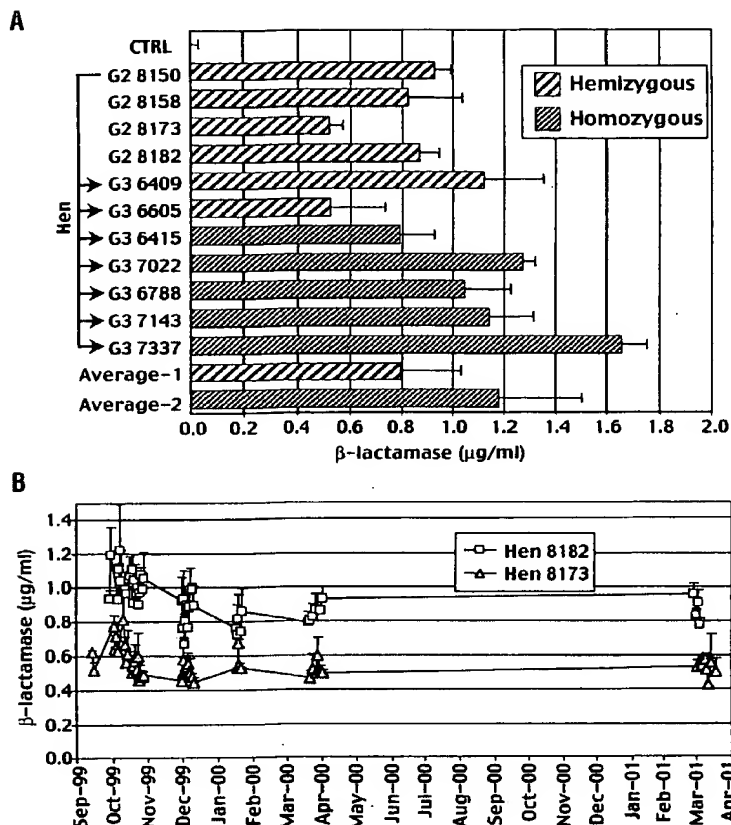 A
CTRL
G2 8150
G2 8158
G2 8173
G2 8182
G3 6409
G3 6605
G3 6415
G3 7022
G3 6788
G3 7143
G3 7337
Average-1
Average-2
Hen
Hemizygous
Homozygous
0.0 0.2 0.4 0.6 0.8 1.0 1.2 1.4 1.6 1.8 2.0
β-lactamase (µg/ml)
B
1.4
1.2
1.0
0.8
0.6
0.4
0.2
0.0
β-lactamase (µg/ml)
Hen 8182
Hen 8173
Sep-99 Oct-99 Nov-99 Dec-99 Jan-00 Feb-00 Mar-00 Apr-00 May-00 Jun-00 Jul-00 Aug-00 Sep-00 Oct-00 Nov-00 Dec-00 Jan-01 Feb-01 Mar-01 Apr-01